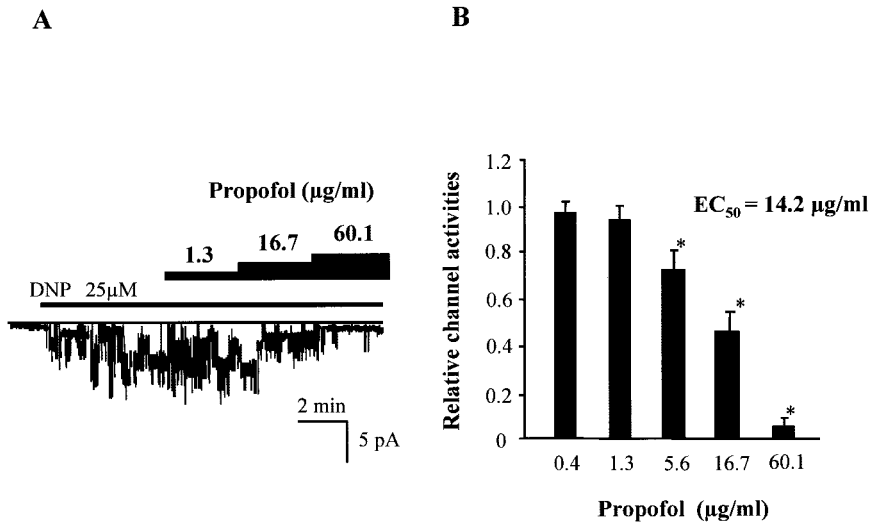 A
Propofol (µg/ml)
1.3 16.7 60.1
DNP 25µM
2 min
5 pA
B
Relative channel activities
1.2
1.0
0.8
0.6
0.4
0.2
0
EC50 = 14.2 µg/ml
*
*
*
0.4 1.3 5.6 16.7 60.1
Propofol (µg/ml)